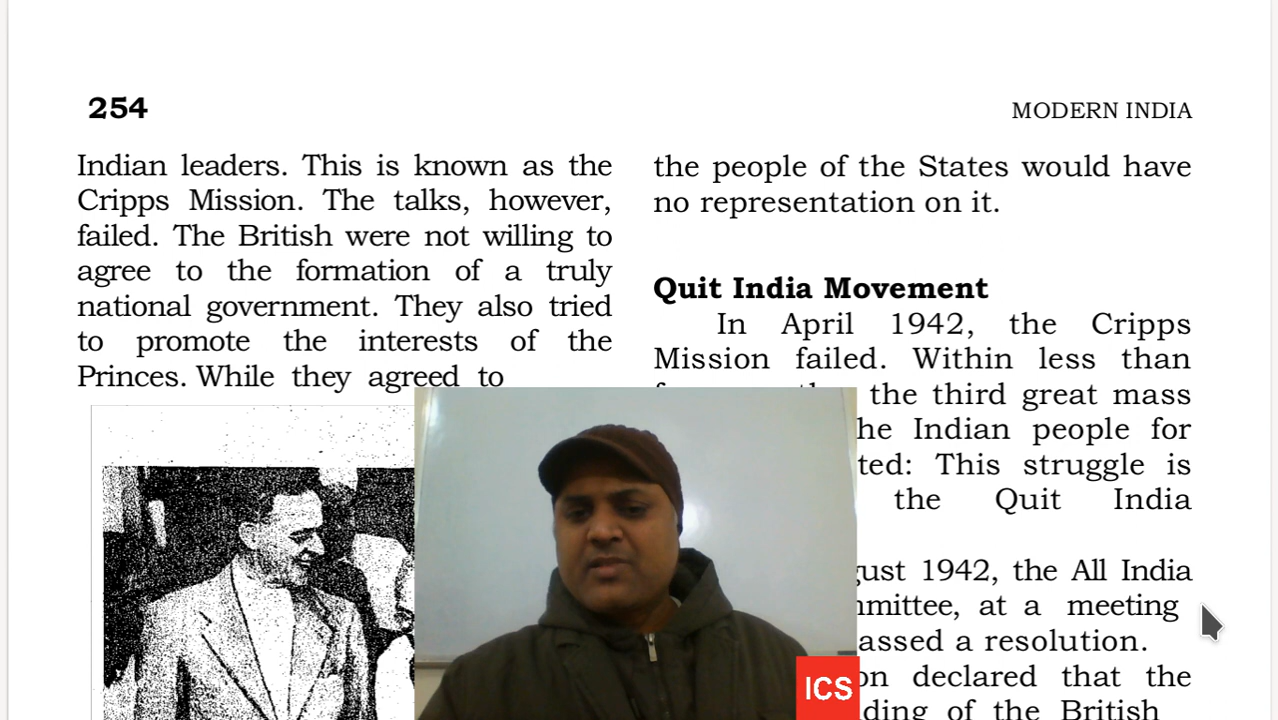 254
MODERN INDIA
Indian leaders. This is known as the
Cripps Mission. The talks, however,
failed. The British were not willing to
agree to the formation of a truly
national government. They also tried
to promote the interests of the
Princes. While they agreed to
the people of the States would have
no representation on it.
Quit India Movement
In April 1942, the Cripps
Mission failed. Within less than
the third great mass
he Indian people for
ted: This struggle is
the Quit India
gust 1942, the All India
mmittee, at a meeting
assed a resolution.
on declared that the
ding of the British
ICS